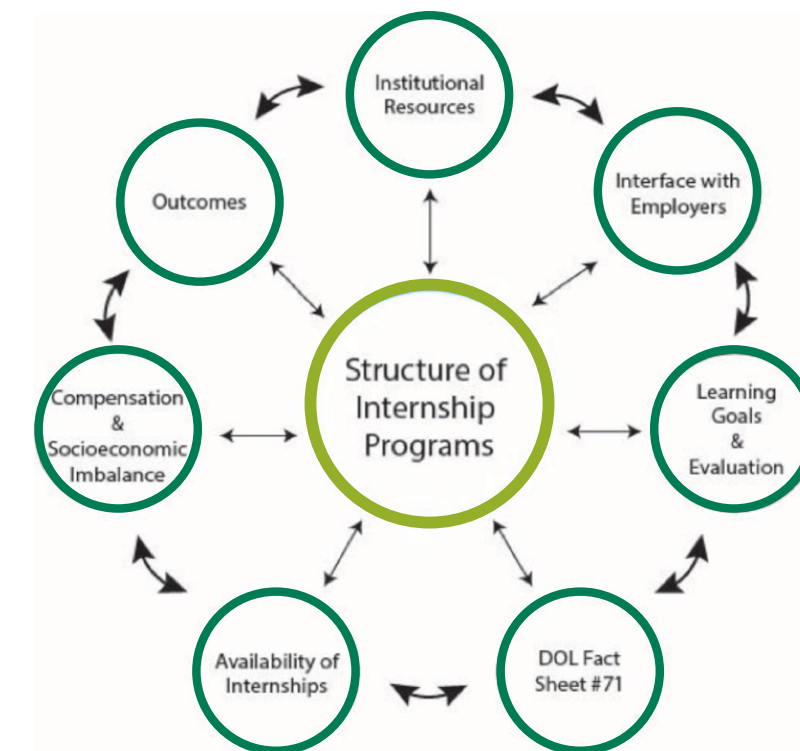 Institutional
Resources
Interface with
Employers
Outcomes
Structure of
Internship
Programs
Learning
Goals
&
Evaluation
Compensation
&
Socioeconomic
Imbalance
Availability of
Internships
DOL Fact
Sheet #71